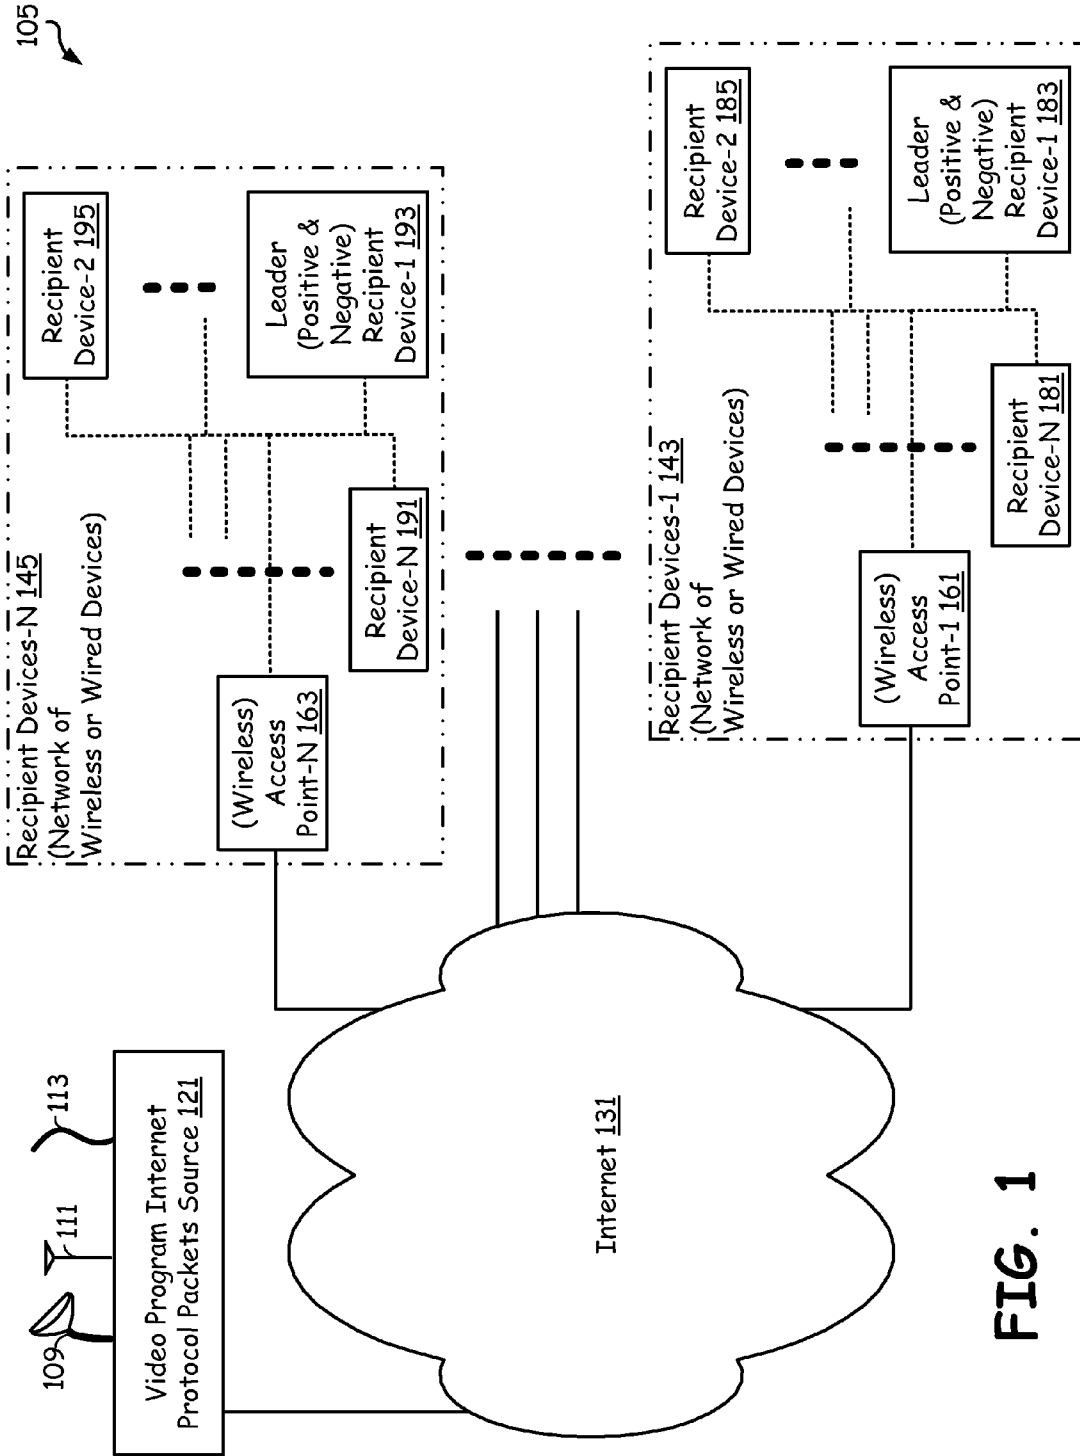 105
109
111
113
Video Program Internet
Protocol Packets Source 121
Internet 131
Recipient Devices-N 145
(Network of
Wireless or Wired Devices)
(Wireless)
Access
Point-N 163
Recipient
Device-N 191
Recipient
Device-2 195
Leader
(Positive &
Negative)
Recipient
Device-1 193
Recipient Devices-1 143
(Network of
Wireless or Wired Devices)
(Wireless)
Access
Point-1 161
Recipient
Device-N 181
Recipient
Device-2 185
Leader
(Positive &
Negative)
Recipient
Device-1 183
FIG. 1